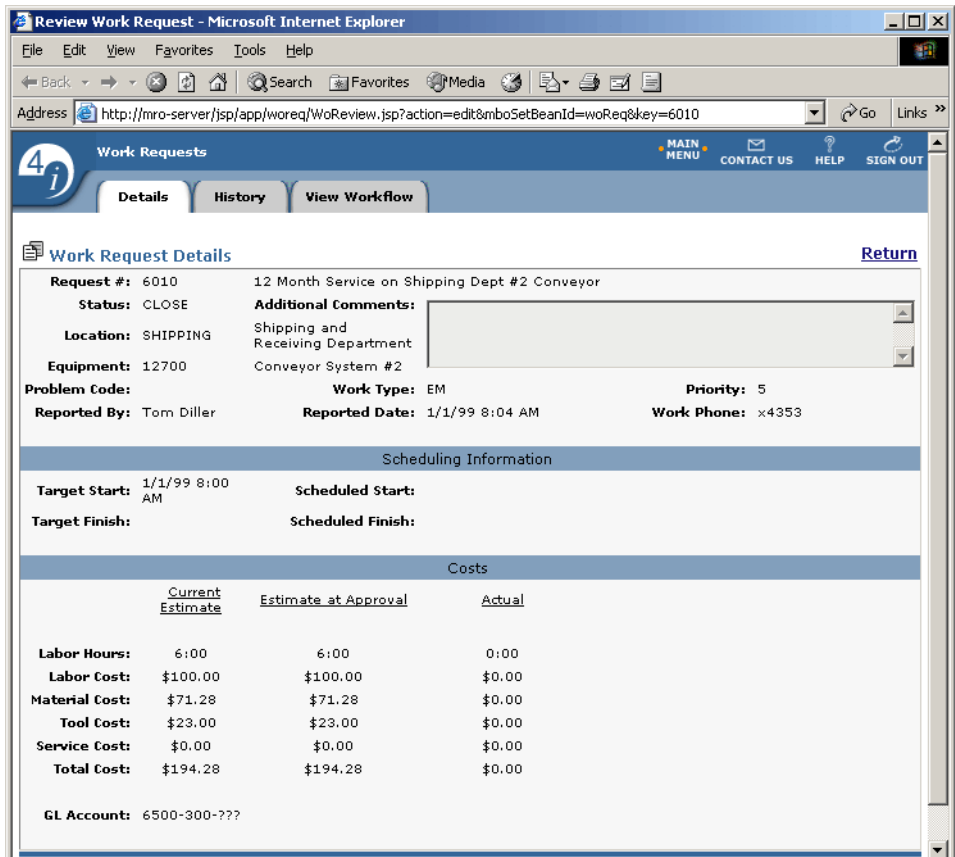 Review Work Request - Microsoft Internet Explorer
File Edit View Favorites Tools Help
Back Search Favorites Media
Address http://mro-server/jsp/app/woreq/WoReview.jsp?action=edit&mboSetBeanId=woReq&key=6010 Go Links »
4i Work Requests MAIN MENU CONTACT US HELP SIGN OUT
Details History View Workflow
Work Request Details Return
Request #: 6010 12 Month Service on Shipping Dept #2 Conveyor
Status: CLOSE Additional Comments:
Location: SHIPPING Shipping and
Receiving Department
Equipment: 12700 Conveyor System #2
Problem Code: Work Type: EM Priority: 5
Reported By: Tom Diller Reported Date: 1/1/99 8:04 AM Work Phone: x4353
Scheduling Information
Target Start: 1/1/99 8:00
AM Scheduled Start:
Target Finish: Scheduled Finish:
Costs
Current
Estimate Estimate at Approval Actual
Labor Hours: 6:00 6:00 0:00
Labor Cost: $100.00 $100.00 $0.00
Material Cost: $71.28 $71.28 $0.00
Tool Cost: $23.00 $23.00 $0.00
Service Cost: $0.00 $0.00 $0.00
Total Cost: $194.28 $194.28 $0.00
GL Account: 6500-300-???